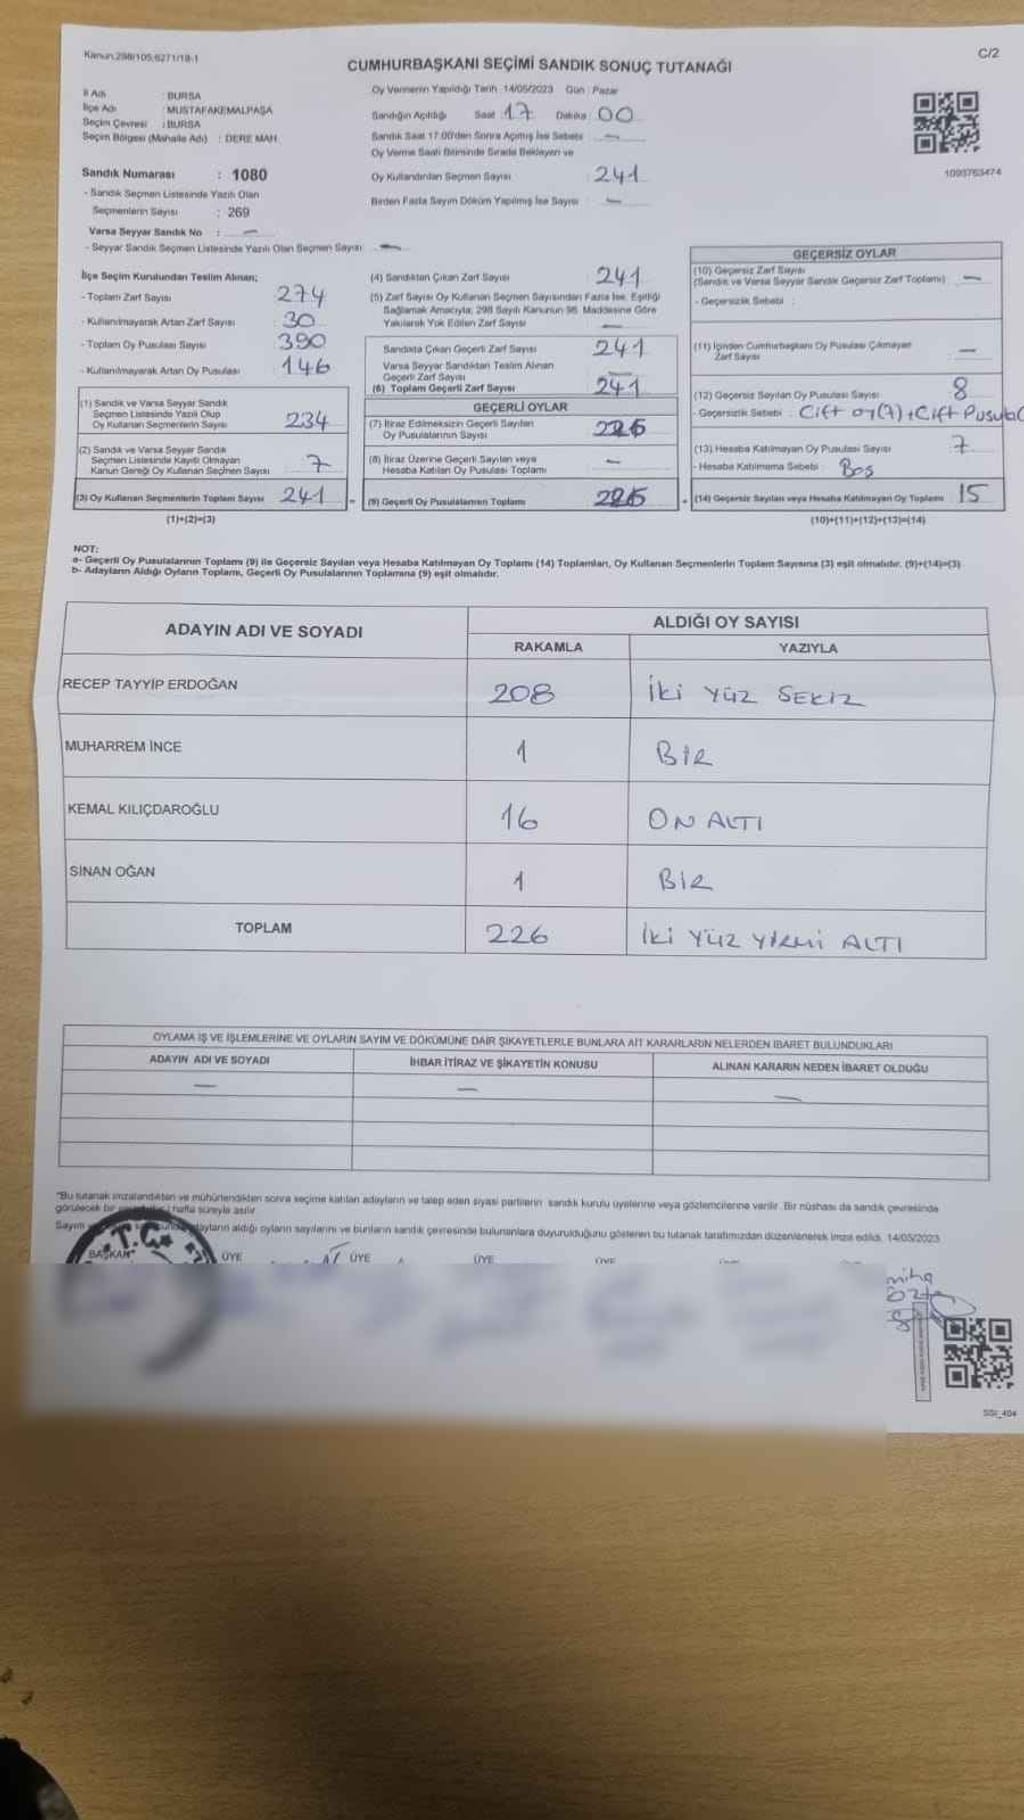 Kanun.298/105,6271/19-1
C/2
CUMHURBAŞKANI SEÇİMİ SANDIK SONUÇ TUTANAĞI
İl Adı : BURSA
İlçe Adı : MUSTAFAKEMALPAŞA
Seçim Çevresi : BURSA
Seçim Bölgesi (Mahalle Adı) : DERE MAH.
Sandık Numarası : 1080
- Sandık Seçmen Listesinde Yazılı Olan
Seçmenlerin Sayısı : 269
Varsa Seyyar Sandık No : —
- Seyyar Sandık Seçmen Listesinde Yazılı Olan Seçmen Sayısı —
Oy Vermenin Yapıldığı Tarih :14/05/2023 Gün : Pazar
Sandığın Açıldığı Saat :17 Dakika : 00
Sandık Saat 17.00'den Sonra Açılmış İse Sebebi —
Oy Verme Saati Bitiminde Sırada Bekleyen ve
Oy Kullandırılan Seçmen Sayısı : 241
Birden Fazla Sayım Döküm Yapılmış İse Sayısı : —
1093763474
İlçe Seçim Kurulundan Teslim Alınan;
- Toplam Zarf Sayısı 274
- Kullanılmayarak Artan Zarf Sayısı 30
- Toplam Oy Pusulası Sayısı 390
- Kullanılmayarak Artan Oy Pusulası 146
(1) Sandık ve Varsa Seyyar Sandık
Seçmen Listesinde Yazılı Olup
Oy Kullanan Seçmenlerin Sayısı 234
(2) Sandık ve Varsa Seyyar Sandık
Seçmen Listesinde Kayıtlı Olmayan
Kanun Gereği Oy Kullanan Seçmen Sayısı 7
(3) Oy Kullanan Seçmenlerin Toplam Sayısı 241
(1)+(2)=(3)
(4) Sandıktan Çıkan Zarf Sayısı 241
(5) Zarf Sayısı Oy Kullanan Seçmen Sayısından Fazla İse, Eşitliği
Sağlamak Amacıyla; 298 Sayılı Kanunun 98. Maddesine Göre
Yakılarak Yok Edilen Zarf Sayısı —
Sandıkta Çıkan Geçerli Zarf Sayısı 241
Varsa Seyyar Sandıktan Teslim Alınan
Geçerli Zarf Sayısı —
(6) Toplam Geçerli Zarf Sayısı 241
GEÇERLİ OYLAR
(7) İtiraz Edilmeksizin Geçerli Sayılan
Oy Pusulalarının Sayısı 226
(8) İtiraz Üzerine Geçerli Sayılan veya
Hesaba Katılan Oy Pusulası Toplamı —
(9) Geçerli Oy Pusulalarının Toplamı 226
GEÇERSİZ OYLAR
(10) Geçersiz Zarf Sayısı
(Sandık ve Varsa Seyyar Sandık Geçersiz Zarf Toplamı) —
- Geçersizlik Sebebi :
(11) İçinden Cumhurbaşkanı Oy Pusulası Çıkmayan
Zarf Sayısı —
(12) Geçersiz Sayılan Oy Pusulası Sayısı 8
- Geçersizlik Sebebi : Çift oy(7)+Çift Pusula(
(13) Hesaba Katılmayan Oy Pusulası Sayısı 7
- Hesaba Katılmama Sebebi : Boş
(14) Geçersiz Sayılan veya Hesaba Katılmayan Oy Toplamı 15
(10)+(11)+(12)+(13)=(14)
NOT:
a- Geçerli Oy Pusulalarının Toplamı (9) ile Geçersiz Sayılan veya Hesaba Katılmayan Oy Toplamı (14) Toplamları, Oy Kullanan Seçmenlerin Toplam Sayısına (3) eşit olmalıdır. (9)+(14)=(3)
b- Adayların Aldığı Oyların Toplamı, Geçerli Oy Pusulalarının Toplamına (9) eşit olmalıdır.
ADAYIN ADI VE SOYADI ALDIĞI OY SAYISI
RAKAMLA YAZIYLA
RECEP TAYYİP ERDOĞAN 208 İki YÜZ SEKİZ
MUHARREM İNCE 1 BİR
KEMAL KILIÇDAROĞLU 16 ON ALTI
SİNAN OĞAN 1 BİR
TOPLAM 226 İki YÜZ YİRMİ ALTI
OYLAMA İŞ VE İŞLEMLERİNE VE OYLARIN SAYIM VE DÖKÜMÜNE DAİR ŞİKAYETLERLE BUNLARA AİT KARARLARIN NELERDEN İBARET BULUNDUKLARI
ADAYIN ADI VE SOYADI İHBAR İTİRAZ VE ŞİKAYETİN KONUSU ALINAN KARARIN NEDEN İBARET OLDUĞU
— — —
"Bu tutanak imzalandıktan ve mühürlendikten sonra seçime katılan adayların ve talep eden siyasi partilerin sandık kurulu üyelerine veya gözlemcilerine verilir. Bir nüshası da sandık çevresinde
görülecek bir hafta süreyle asılır
Sayım adayların aldığı oyların sayılarını ve bunların sandık çevresinde bulunanlara duyurulduğunu gösteren bu tutanak tarafımızdan düzenlenerek imza edildi. 14/05/2023
T.C.
BAŞKAN ÜYE ÜYE ÜYE ÜYE
SSI_404